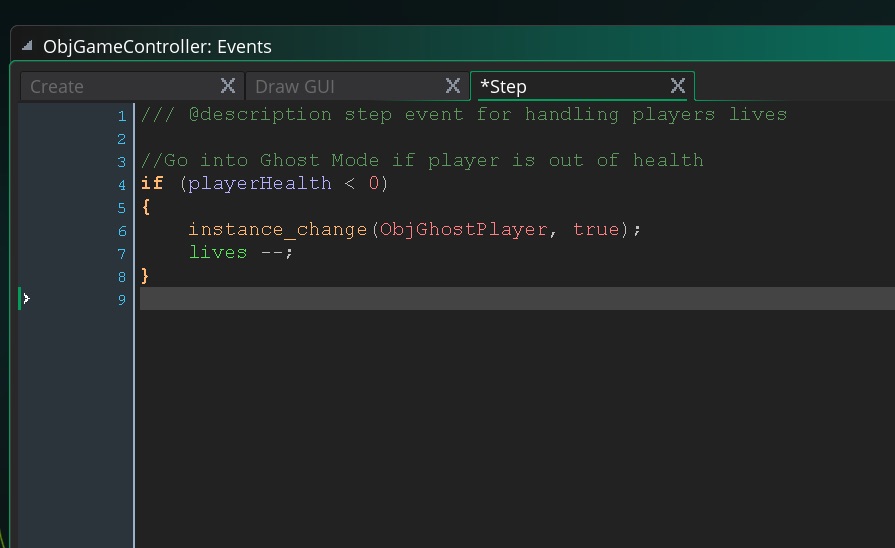 ObjGameController: Events
Create X Draw GUI X *Step X
1 /// @description step event for handling players lives
2
3 //Go into Ghost Mode if player is out of health
4 if (playerHealth < 0)
5 {
6 instance_change(ObjGhostPlayer, true);
7 lives --;
8 }
9